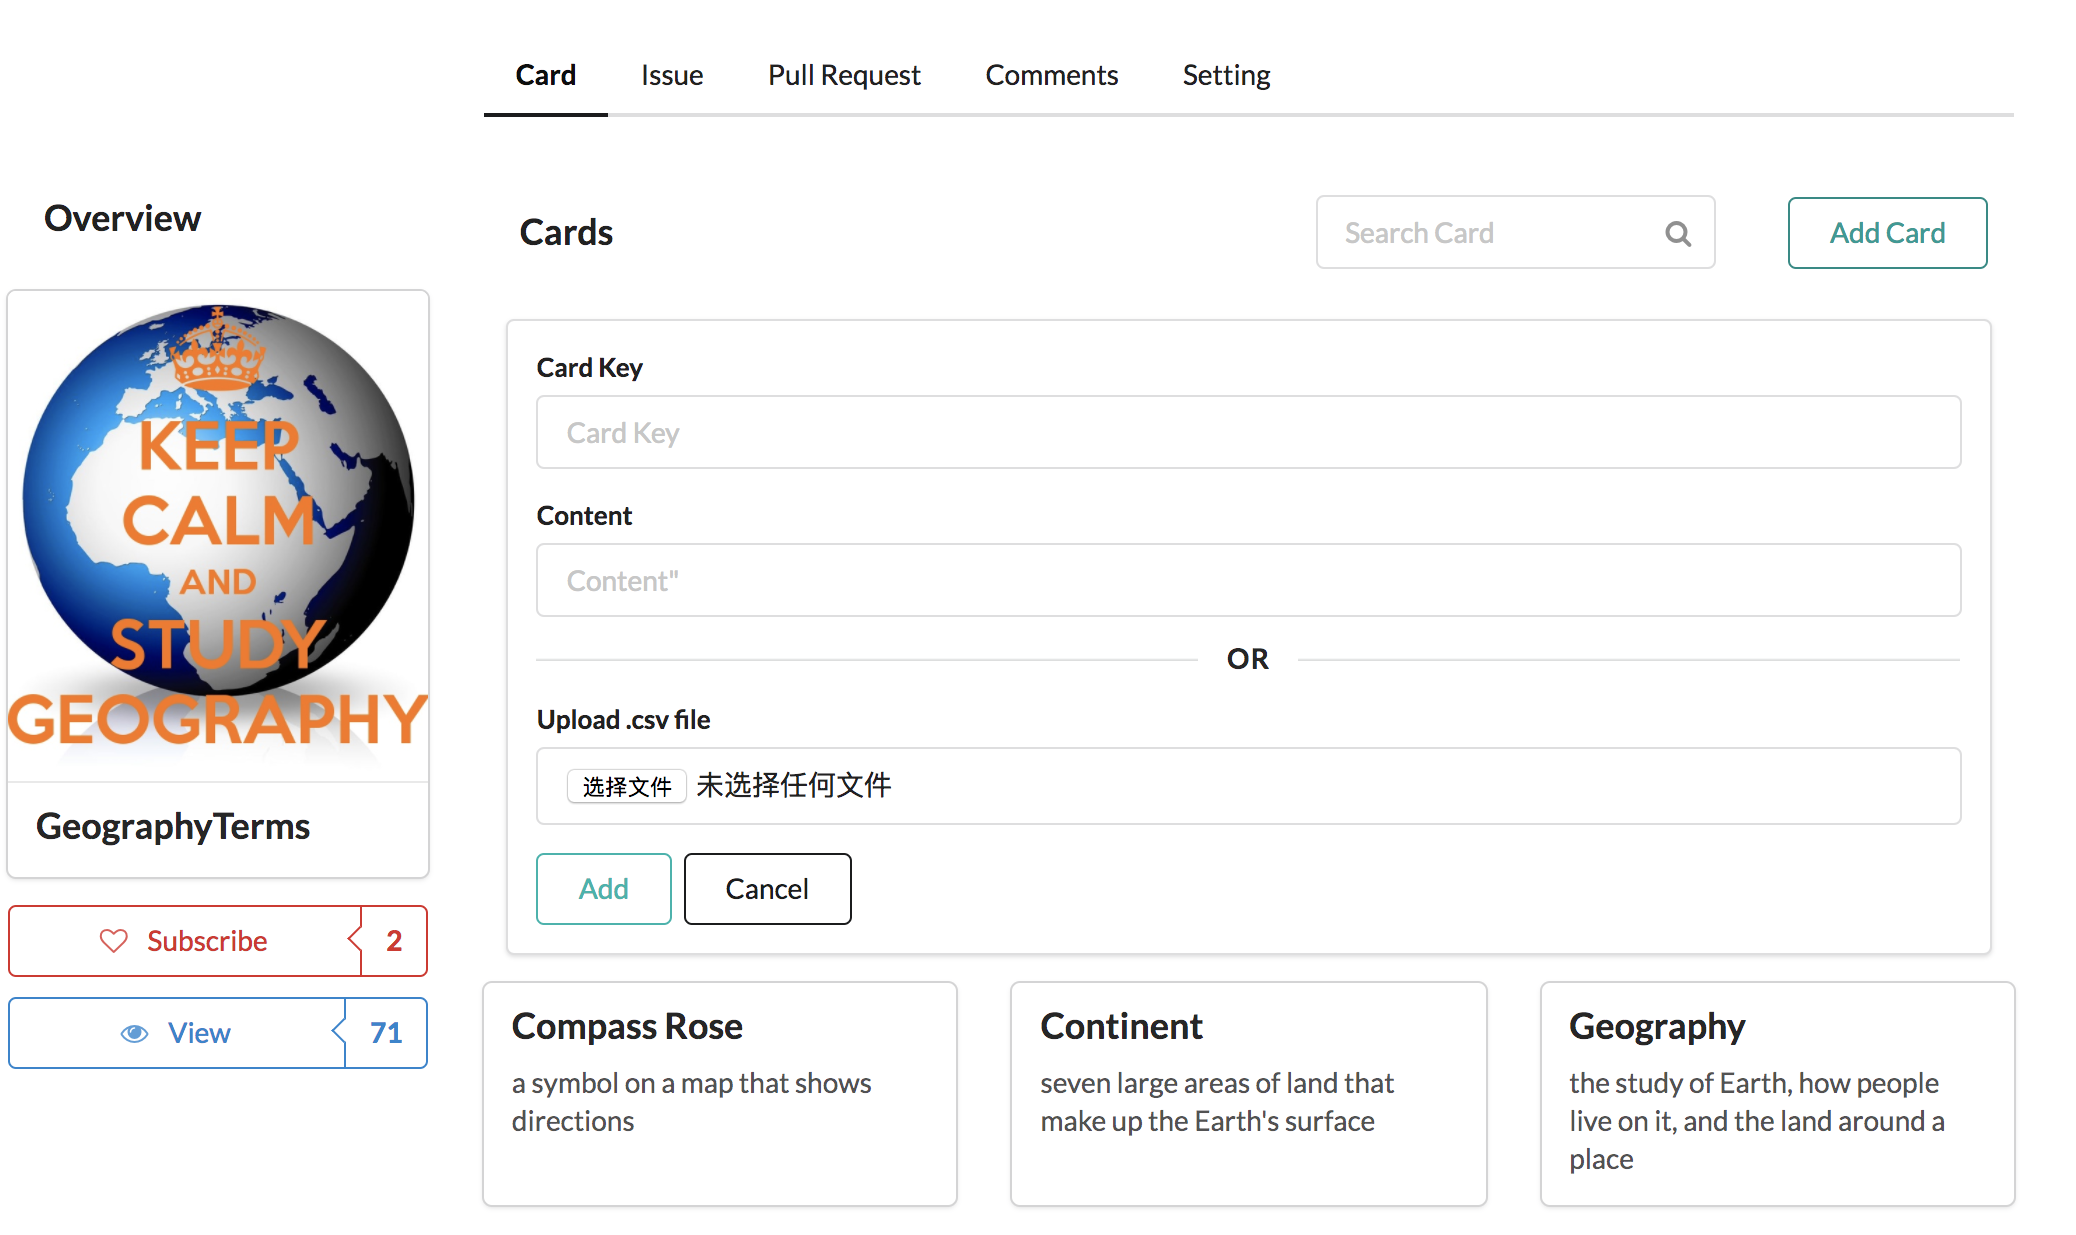 Card Issue Pull Request Comments Setting
Overview
KEEP
CALM
AND
STUDY
GEOGRAPHY
GeographyTerms
Subscribe 2
View 71
Cards
Search Card
Add Card
Card Key
Card Key
Content
Content"
OR
Upload .csv file
选择文件 未选择任何文件
Add Cancel
Compass Rose
a symbol on a map that shows
directions
Continent
seven large areas of land that
make up the Earth's surface
Geography
the study of Earth, how people
live on it, and the land around a
place